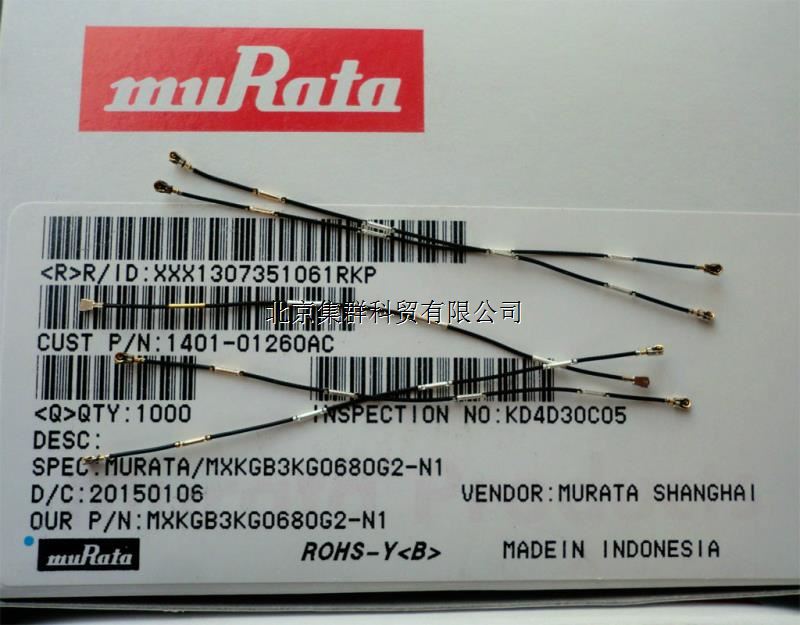 muRata
<R>R/ID:XXX1307351061RKP
北京集群科贸有限公司
CUST P/N:1401-01260AC
<Q>QTY:1000 INSPECTION NO:KD4D30C05
DESC:
SPEC:MURATA/MXKGB3KG0680G2-N1
D/C:20150106 VENDOR:MURATA SHANGHAI
OUR P/N:MXKGB3KG0680G2-N1
muRata ROHS-Y<B> MADEIN INDONESIA